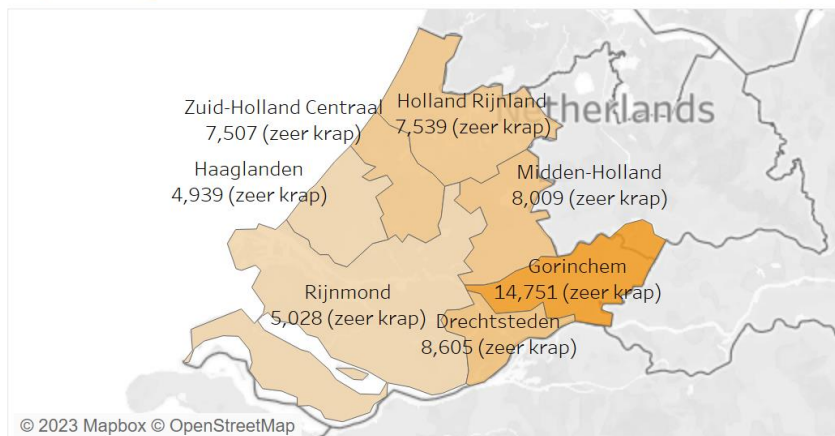 Zuid-Holland Centraal
7,507 (zeer krap)
Holland Rijnland
7,539 (zeer krap)
Netherlands
Haaglanden
4,939 (zeer krap)
Midden-Holland
8,009 (zeer krap)
Gorinchem
14,751 (zeer krap)
Rijnmond
5,028 (zeer krap)
Drechtsteden
8,605 (zeer krap)
© 2023 Mapbox © OpenStreetMap